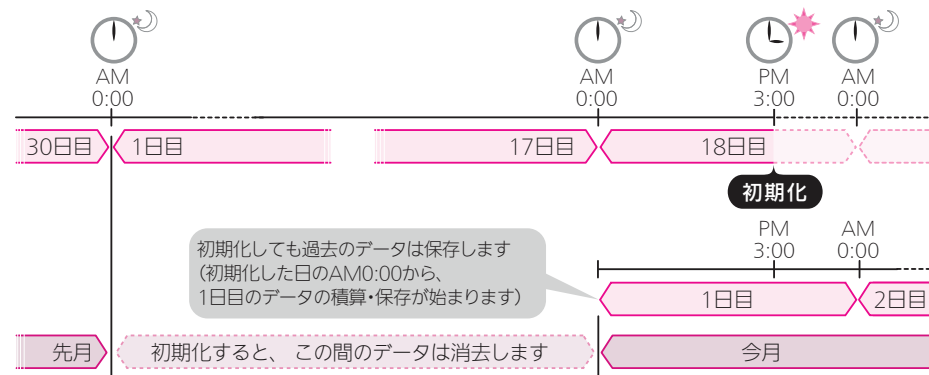 AM
0:00
AM
0:00
PM
3:00
AM
0:00
30日目
1日目
17日目
18日目
初期化
PM
3:00
AM
0:00
初期化しても過去のデータは保存します
（初期化した日のAM0:00から、
1日目のデータの積算・保存が始まります）
1日目
2日目
先月
初期化すると、この間のデータは消去します
今月